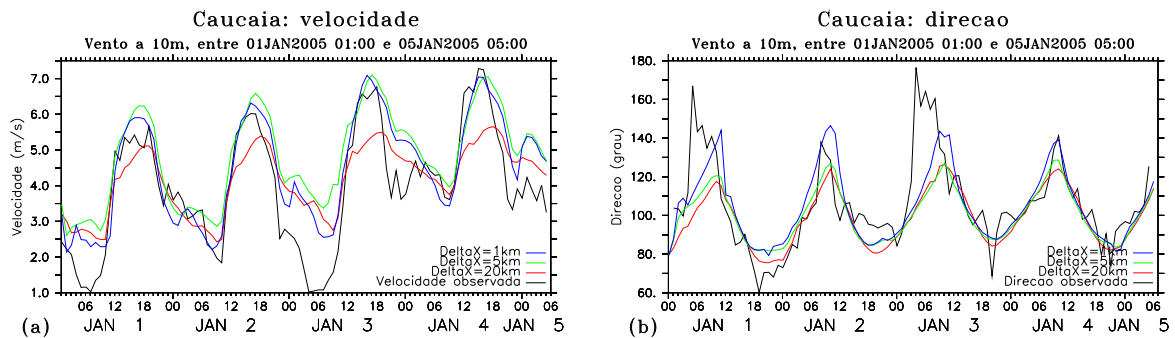 Caucaia: velocidade
Vento a 10m, entre 01JAN2005 01:00 e 05JAN2005 05:00
7.0
6.0
5.0
4.0
3.0
2.0
1.0
Velocidade (m/s)
DeltaX=1km
DeltaX=5km
DeltaX=20km
Velocidade observada
06 12 18 00 06 12 18 00 06 12 18 00 06 12 18 00 06
JAN 1 JAN 2 JAN 3 JAN 4 JAN 5
(a)
Caucaia: direcao
Vento a 10m, entre 01JAN2005 01:00 e 05JAN2005 05:00
180.
160.
140.
120.
100.
80.
60.
Direcao (grau)
DeltaX=1km
DeltaX=5km
DeltaX=20km
Direcao observada
00 06 12 18 00 06 12 18 00 06 12 18 00 06 12 18 00 06
JAN 1 JAN 2 JAN 3 JAN 4 JAN 5
(b)